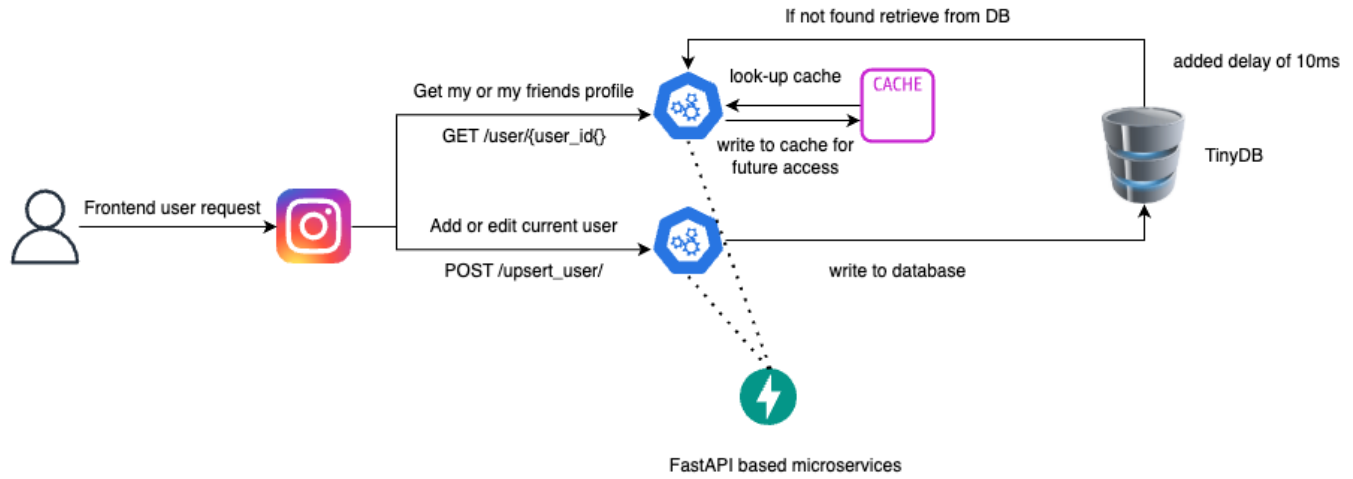 If not found retrieve from DB
added delay of 10ms
look-up cache
CACHE
Get my or my friends profile
GET /user/{user_id{}
write to cache for
future access
TinyDB
Frontend user request
Add or edit current user
POST /upsert_user/
write to database
FastAPI based microservices